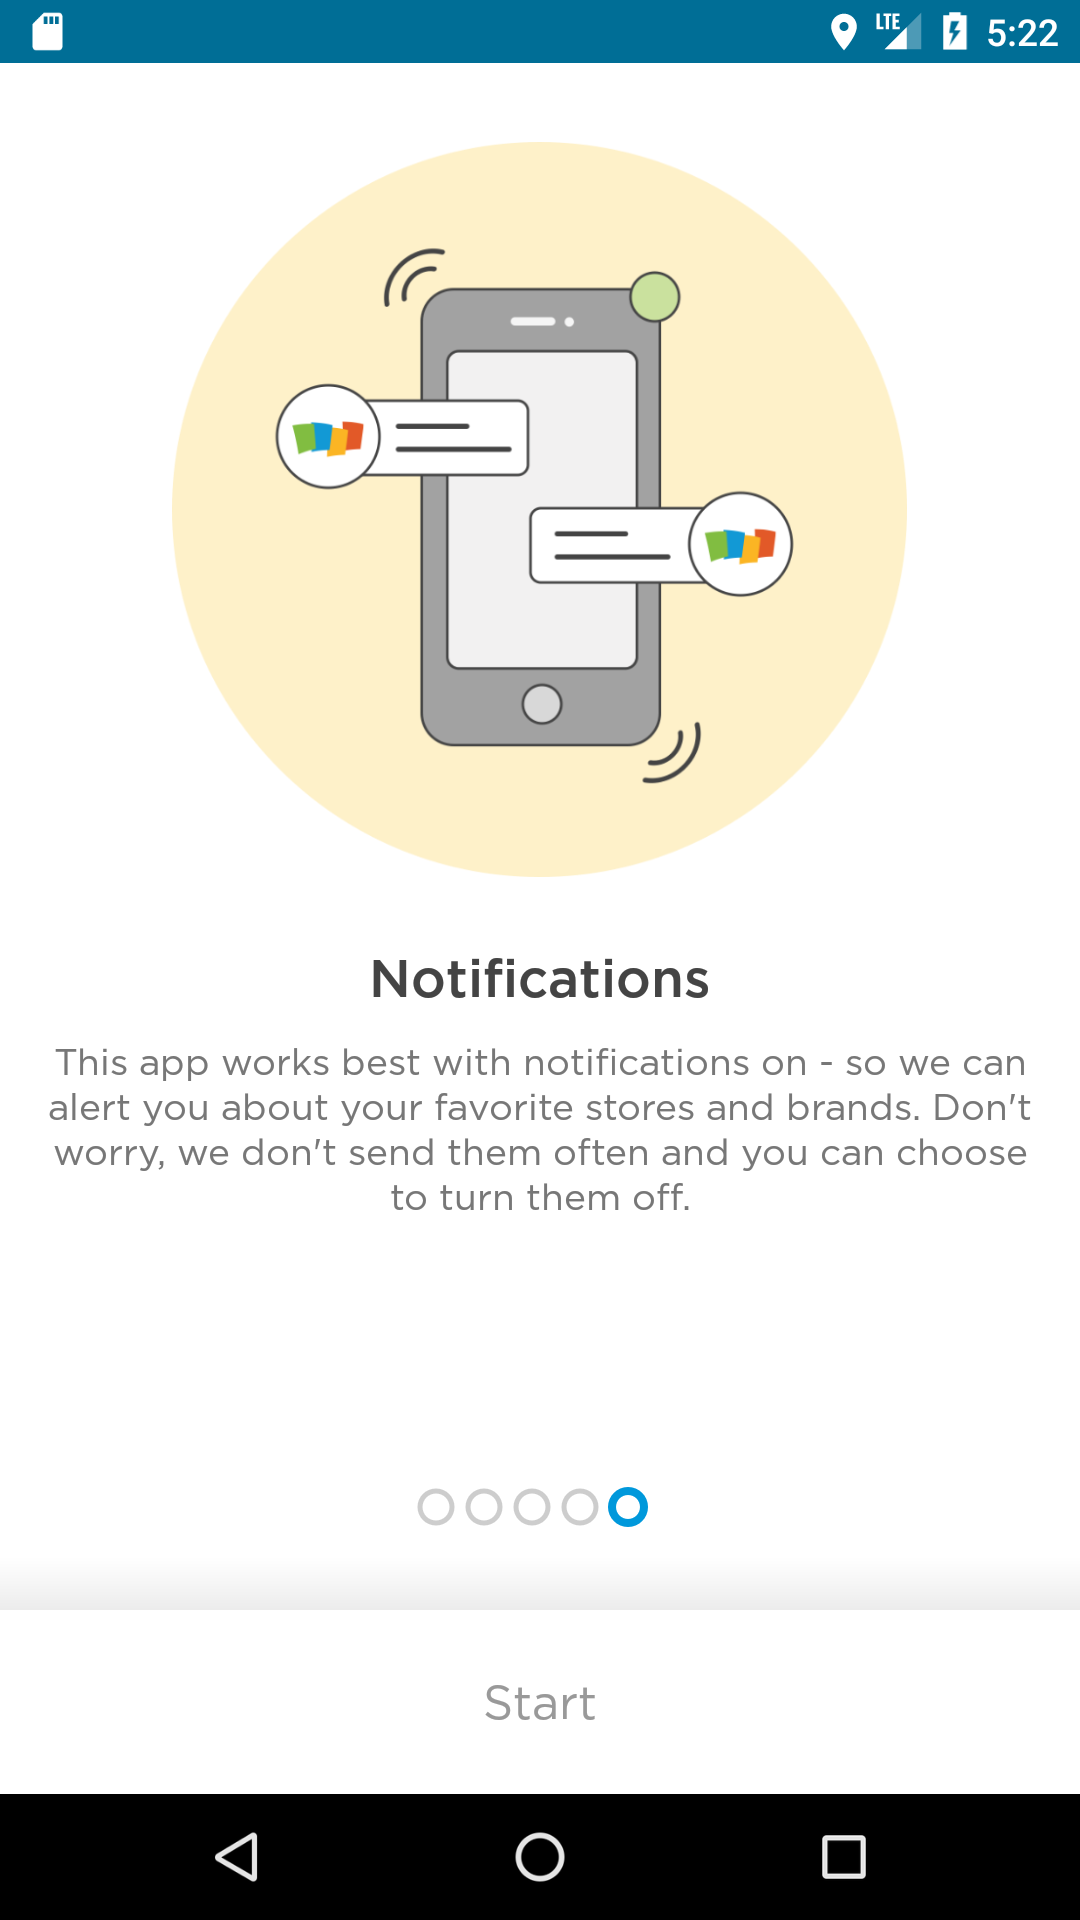 LTE 5:22
Notifications
This app works best with notifications on - so we can
alert you about your favorite stores and brands. Don't
worry, we don't send them often and you can choose
to turn them off.
Start